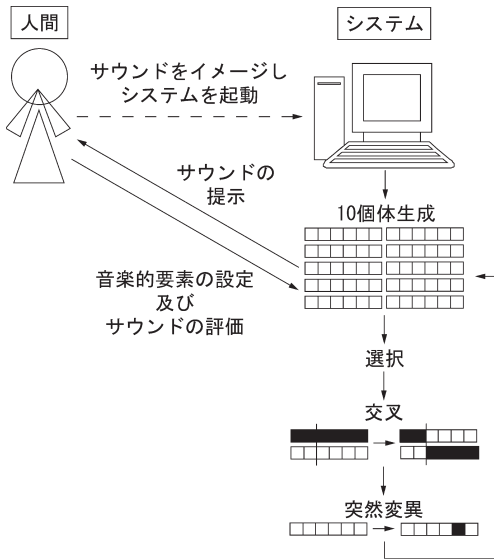 人間
システム
サウンドをイメージし
システムを起動
サウンドの
提示
10個体生成
音楽的要素の設定
及び
サウンドの評価
選択
交叉
突然変異